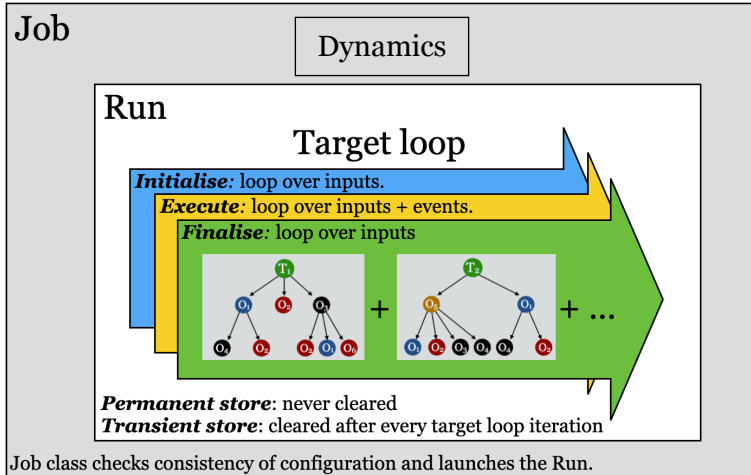 Job
Dynamics
Run
Target loop
Initialise: loop over inputs.
Execute: loop over inputs + events.
Finalise: loop over inputs
T1 T2
O1 O2 O3 O5 O1
+ + ...
O4 O2 O2 O1 O6 O1 O2 O3 O4 O4 O2
Permanent store: never cleared
Transient store: cleared after every target loop iteration
Job class checks consistency of configuration and launches the Run.